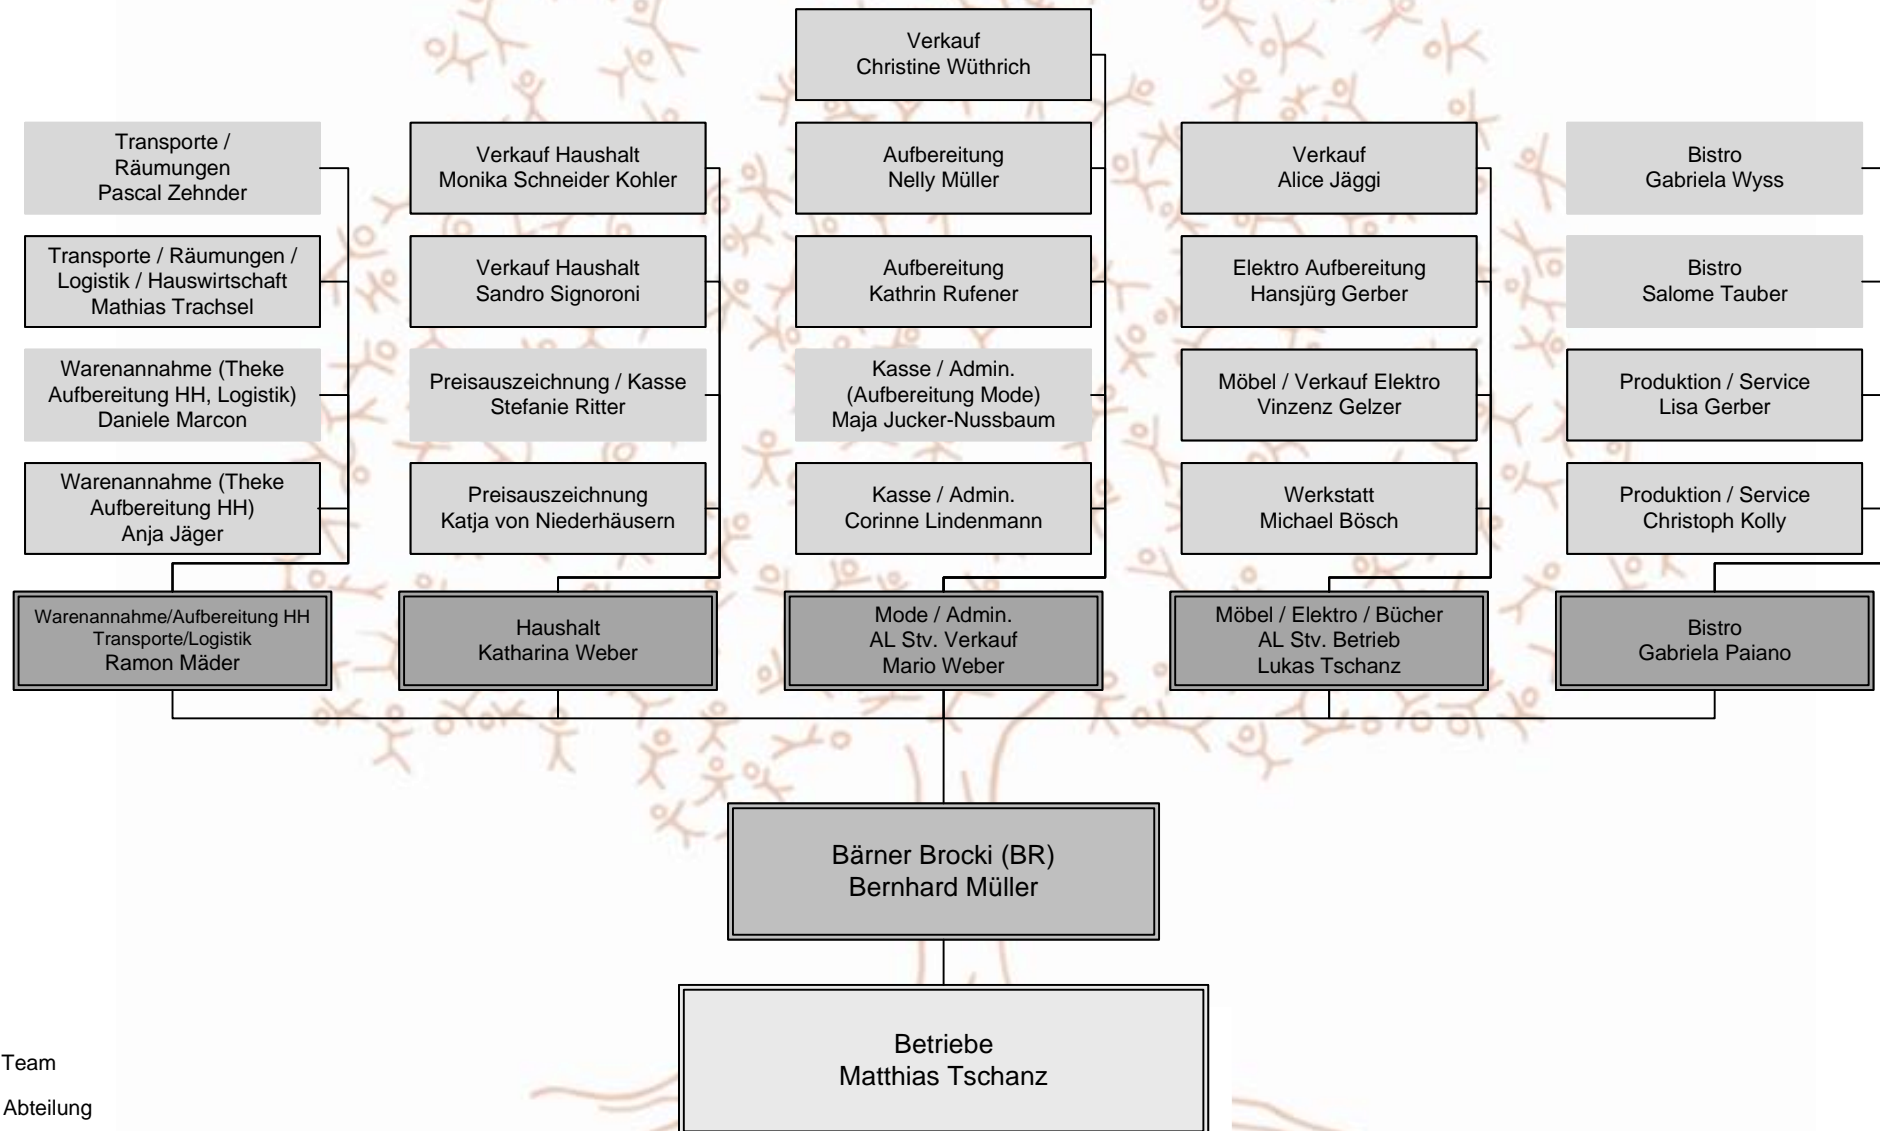 Verkauf
Christine Wüthrich
Transporte /
Räumungen
Pascal Zehnder
Verkauf Haushalt
Monika Schneider Kohler
Aufbereitung
Nelly Müller
Verkauf
Alice Jäggi
Bistro
Gabriela Wyss
Transporte / Räumungen /
Logistik / Hauswirtschaft
Mathias Trachsel
Verkauf Haushalt
Sandro Signoroni
Aufbereitung
Kathrin Rufener
Elektro Aufbereitung
Hansjürg Gerber
Bistro
Salome Tauber
Warenannahme (Theke
Aufbereitung HH, Logistik)
Daniele Marcon
Preisauszeichnung / Kasse
Stefanie Ritter
Kasse / Admin.
(Aufbereitung Mode)
Maja Jucker-Nussbaum
Möbel / Verkauf Elektro
Vinzenz Gelzer
Produktion / Service
Lisa Gerber
Warenannahme (Theke
Aufbereitung HH)
Anja Jäger
Preisauszeichnung
Katja von Niederhäusern
Kasse / Admin.
Corinne Lindenmann
Werkstatt
Michael Bösch
Produktion / Service
Christoph Kolly
Warenannahme/Aufbereitung HH
Transporte/Logistik
Ramon Mäder
Haushalt
Katharina Weber
Mode / Admin.
AL Stv. Verkauf
Mario Weber
Möbel / Elektro / Bücher
AL Stv. Betrieb
Lukas Tschanz
Bistro
Gabriela Paiano
Bärner Brocki (BR)
Bernhard Müller
Betriebe
Matthias Tschanz
Team
Abteilung